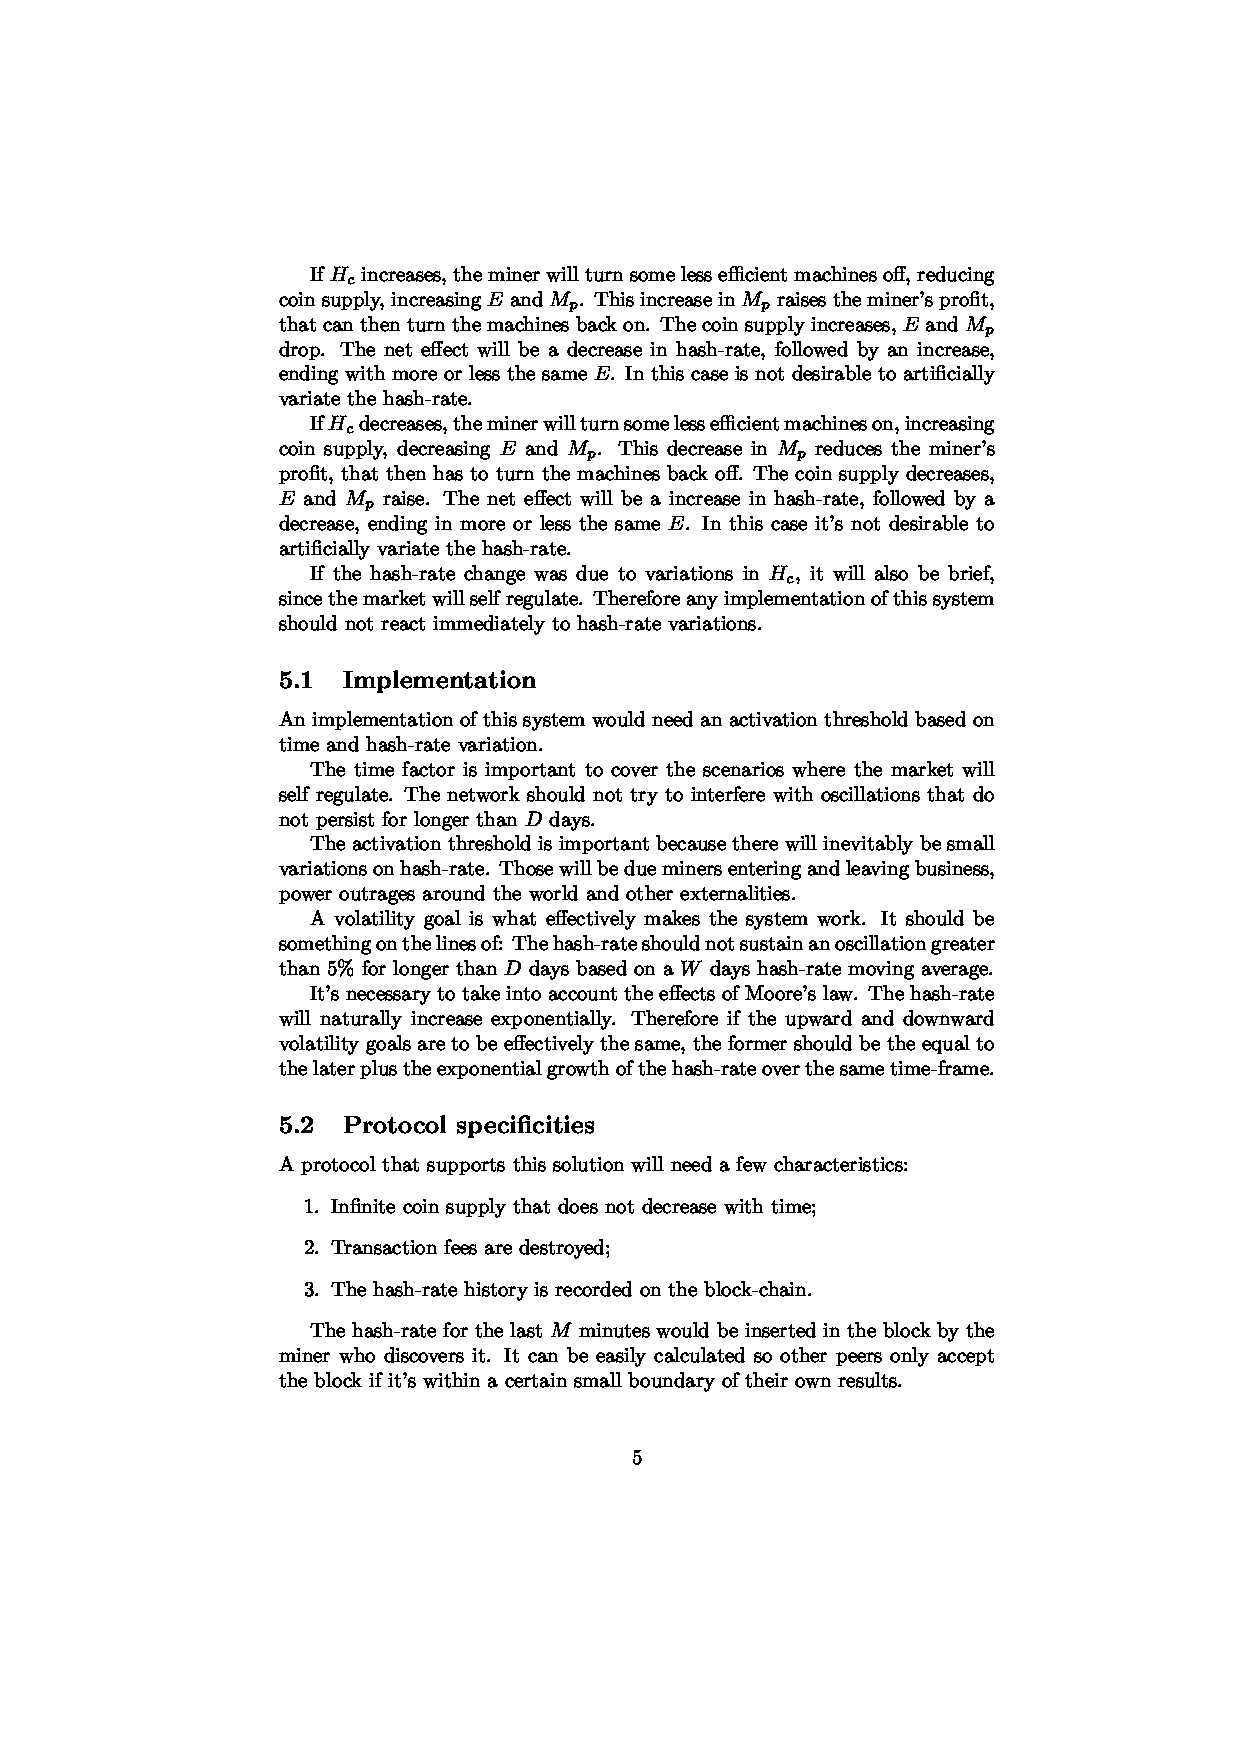 If H_c increases, the miner will turn some less efficient machines off, reducing
coin supply, increasing E and M_p. This increase in M_p raises the miner's profit,
that can then turn the machines back on. The coin supply increases, E and M_p
drop. The net effect will be a decrease in hash-rate, followed by an increase,
ending with more or less the same E. In this case is not desirable to artificially
variate the hash-rate.
If H_c decreases, the miner will turn some less efficient machines on, increasing
coin supply, decreasing E and M_p. This decrease in M_p reduces the miner's
profit, that then has to turn the machines back off. The coin supply decreases,
E and M_p raise. The net effect will be a increase in hash-rate, followed by a
decrease, ending in more or less the same E. In this case it's not desirable to
artificially variate the hash-rate.
If the hash-rate change was due to variations in H_c, it will also be brief,
since the market will self regulate. Therefore any implementation of this system
should not react immediately to hash-rate variations.
5.1 Implementation
An implementation of this system would need an activation threshold based on
time and hash-rate variation.
The time factor is important to cover the scenarios where the market will
self regulate. The network should not try to interfere with oscillations that do
not persist for longer than D days.
The activation threshold is important because there will inevitably be small
variations on hash-rate. Those will be due miners entering and leaving business,
power outrages around the world and other externalities.
A volatility goal is what effectively makes the system work. It should be
something on the lines of: The hash-rate should not sustain an oscillation greater
than 5% for longer than D days based on a W days hash-rate moving average.
It's necessary to take into account the effects of Moore's law. The hash-rate
will naturally increase exponentially. Therefore if the upward and downward
volatility goals are to be effectively the same, the former should be the equal to
the later plus the exponential growth of the hash-rate over the same time-frame.
5.2 Protocol specificities
A protocol that supports this solution will need a few characteristics:
1. Infinite coin supply that does not decrease with time;
2. Transaction fees are destroyed;
3. The hash-rate history is recorded on the block-chain.
The hash-rate for the last M minutes would be inserted in the block by the
miner who discovers it. It can be easily calculated so other peers only accept
the block if it's within a certain small boundary of their own results.
5